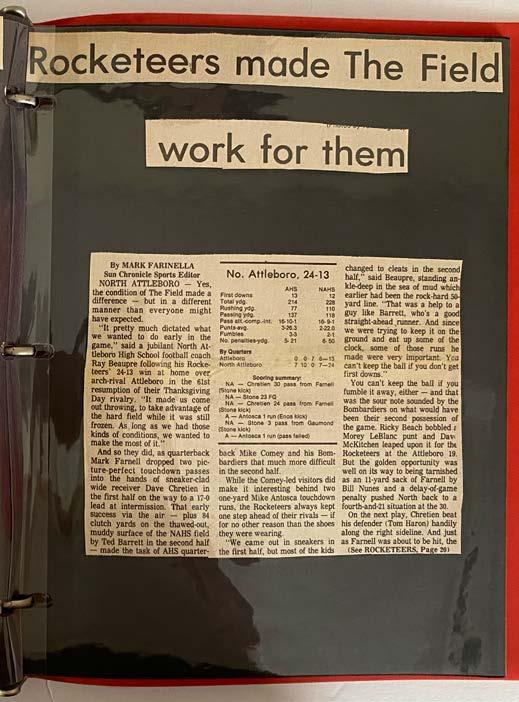 Rocketeers made The Field
work for them
By MARK FARINELLA
Sun Chronicle Sports Editor
NORTH ATTLEBORO — Yes,
the condition of The Field made a
difference — but in a different
manner than everyone might
have expected.
"It pretty much dictated what
we wanted to do early in the
game," said a jubilant North At-
tleboro High School football coach
Ray Beaupre following his Rocke-
teers' 24-13 win at home over
arch-rival Attleboro in the 61st
resumption of their Thanksgiving
Day rivalry. "It made us come
out throwing, to take advantage of
the hard field while it was still
frozen. As long as we had those
kinds of conditions, we wanted to
make the most of it."
And so they did, as quarterback
Mark Farnell dropped two pic-
ture-perfect touchdown passes
into the hands of sneaker-clad
wide receiver Dave Chretien in
the first half on the way to a 17-0
lead at intermission. That early
success via the air — plus 84
clutch yards on the thawed-out,
muddy surface of the NAHS field
by Ted Barrett in the second half
— made the task of AHS quarter-
No. Attleboro, 24-13
AHS NAHS
First downs 13 12
Total ydg. 214 228
Rushing ydg. 77 110
Passing ydg. 137 118
Pass att.-comp.-int. 16-10-1 16-9-1
Punts-avg. 3-26.3 2-22.0
Fumbles 3-3 2-1
No. penalties-ydg. 5-21 6-50
By Quarters
Attleboro 0 0 7 6—13
North Attleboro 7 10 0 7—24
Scoring summary:
NA — Chretien 30 pass from Farnell
(Stone kick)
NA — Stone 23 FG
NA — Chretien 24 pass from Farnell
(Stone kick)
A — Antosca 1 run (Enos kick)
NA — Stone 3 pass from Gaumond
(Stone kick)
A — Antosca 1 run (pass failed)
back Mike Comey and his Bom-
bardiers that much more difficult
in the second half.
While the Comey-led visitors did
make it interesting behind two
one-yard Mike Antosca touchdown
runs, the Rocketeers always kept
one step ahead of their rivals — if
for no other reason than the shoes
they were wearing.
"We came out in sneakers in
the first half, but most of the kids
changed to cleats in the second
half," said Beaupre, standing an-
kle-deep in the sea of mud which
earlier had been the rock-hard 50-
yard line. "That was a help to a
guy like Barrett, who's a good
straight-ahead runner. And since
we were trying to keep it on the
ground and eat up some of the
clock, some of those runs he
made were very important. You
can't keep the ball if you don't get
first downs."
You can't keep the ball if you
fumble it away, either — and that
was the sour note sounded by the
Bombardiers on what would have
been their second possession of
the game. Ricky Beach bobbled a
Morey LeBlanc punt and Dave
McKitchen leaped upon it for the
Rocketeers at the Attleboro 19.
But the golden opportunity was
well on its way to being tarnished
as an 11-yard sack of Farnell by
Bill Nunes and a delay-of-game
penalty pushed North back to a
fourth-and-21 situation at the 30.
On the next play, Chretien beat
his defender (Tom Haron) handily
along the right sideline. And just
as Farnell was about to be hit, the
(See ROCKETEERS, Page 20)